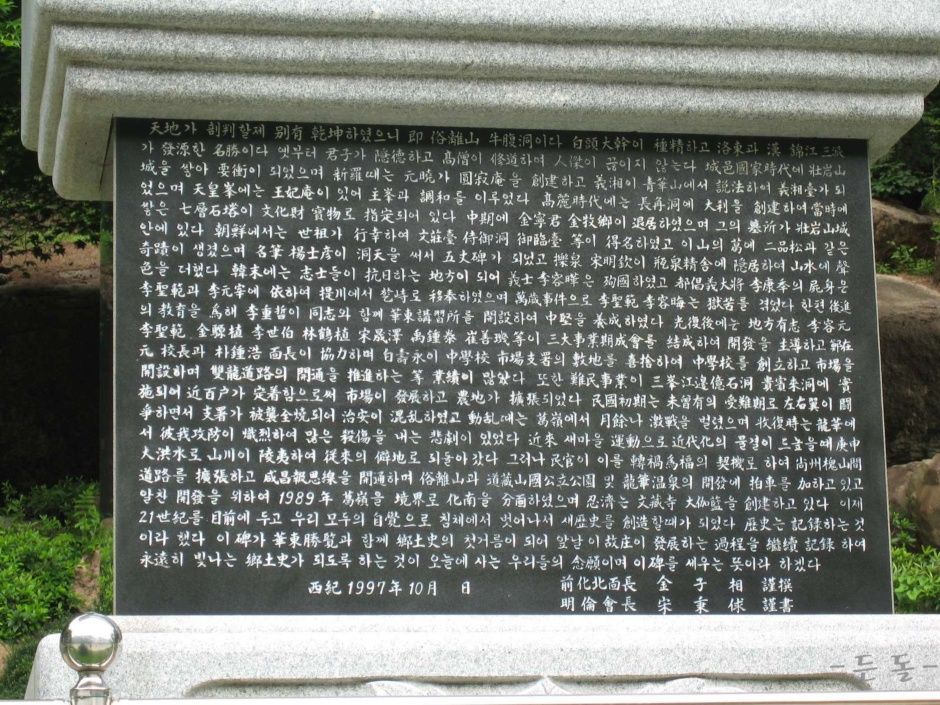 天地가 剖判할제 別有 乾坤하였으니 即 俗離山 牛腹洞이다 白頭大幹이 種精하고 洛東과 漢 錦江 三派
가 發源한 名勝이다 옛부터 君子가 隱德하고 高僧이 修道하여 人傑이 끊이지 않는다 城邑國家時代에 壯岩山
城을 쌓아 要衝이 되었으며 新羅때는 元曉가 圓寂庵을 創建하고 義湘이 青華山에서 說法하여 義湘臺가 되
었으며 天皇峯에는 王妃庵이 있어 主峯과 調和를 이루었다 高麗時代에는 長再洞에 大利을 創建하여 當時에
쌓은 七層石塔이 文化財 寶物로 指定되어 있다 中期에 金寧君 金牧卿이 退居하였으며 그의 墓所가 壯岩山城
안에 있다 朝鮮에서는 世祖가 行幸하여 文莊臺 侍御洞 御臨臺 等이 得名하였고 이 山의 葛에 二品松과 같은
奇蹟이 생겼으며 名筆 楊士彦이 洞天을 써서 五丈碑가 되었고 櫟泉 宋明欽이 瓶泉精舍에 隱居하여 山水에 聲
色을 더했다 韓末에는 志士들이 抗日하는 地方이 되어 義士 李容曄은 殉國하였고 都倡義大將 李康秊의 屍身은
李聖範과 李元宰에 依하여 提川에서 移奉하였으며 萬歲事件으로 李聖範 李容晦는 獄苦를 겪었다 한편 後進
의 敎育을 爲해 李重哲이 同志와 함께 華東講習所를 開設하여 中堅을 養成하였다 光復後에는 地方有志 李容元
李聖範 金驥植 李世伯 林鶴植 宋晟澤 禹鍾泰 崔善璣 等이 三大事業期成會를 結成하여 開發을 主導하고 鄒在
元 校長과 朴鍾浩 面長이 協力하며 白壽永이 中學校 市場支署의 敷地를 喜捨하여 中學校를 創立하고 市場을
開設하며 雙龍道路의 開通을 推進하는 等 業績이 많았다 또한 難民事業이 三峯江邊億石洞 貴賓來洞에 實
施되어 近百戶가 定着함으로써 市場이 發展하고 農地가 擴張되었다 民國初期는 未曾有의 受難期로 左右翼이 鬪
爭하면서 支署가 被襲全燒되어 治安이 混亂하였고 動亂때는 葛嶺에서 月餘나 激戰을 벌였으며 收復時는 龍華에
서 彼我攻防이 熾烈하여 많은 殺傷을 내는 悲劇이 있었다 近來 새마을 運動으로 近代化의 물결이 드높을때 庚申
大洪水로 山川이 陵夷하여 従來의 僻地로 되돌아 갔다 그러나 民官이 이를 轉禍爲福의 契機로 하여 尙州槐山間
道路를 擴張하고 咸昌報恩線을 開通하며 俗離山과 道藏山國公立公園 및 龍華溫泉의 開發에 拍車를 加하고 있고
알찬 開發을 위하여 1989年 葛嶺을 境界로 化南을 分面하였으며 忍濟는 文藏寺 大伽藍을 創建하고 있다 이제
21世紀를 目前에 두고 우리 모두의 自覺으로 침체에서 벗어나서 새歷史를 創造할때가 되었다 歷史는 記錄하는 것
이라 했다 이 碑가 華東勝覽과 함께 鄕土史의 첫거름이 되어 앞날 이 故庄이 發展하는 過程을 繼續 記錄 하여
永遠히 빛나는 鄕土史가 되도록 하는 것이 오늘에 사는 우리들의 念願이며 이 碑를 세우는 뜻이라 하겠다
西紀 1997年 10月 日
前化北面長 金 子 相 謹撰
明倫會長 宋 秉 俅 謹書
-든돌-